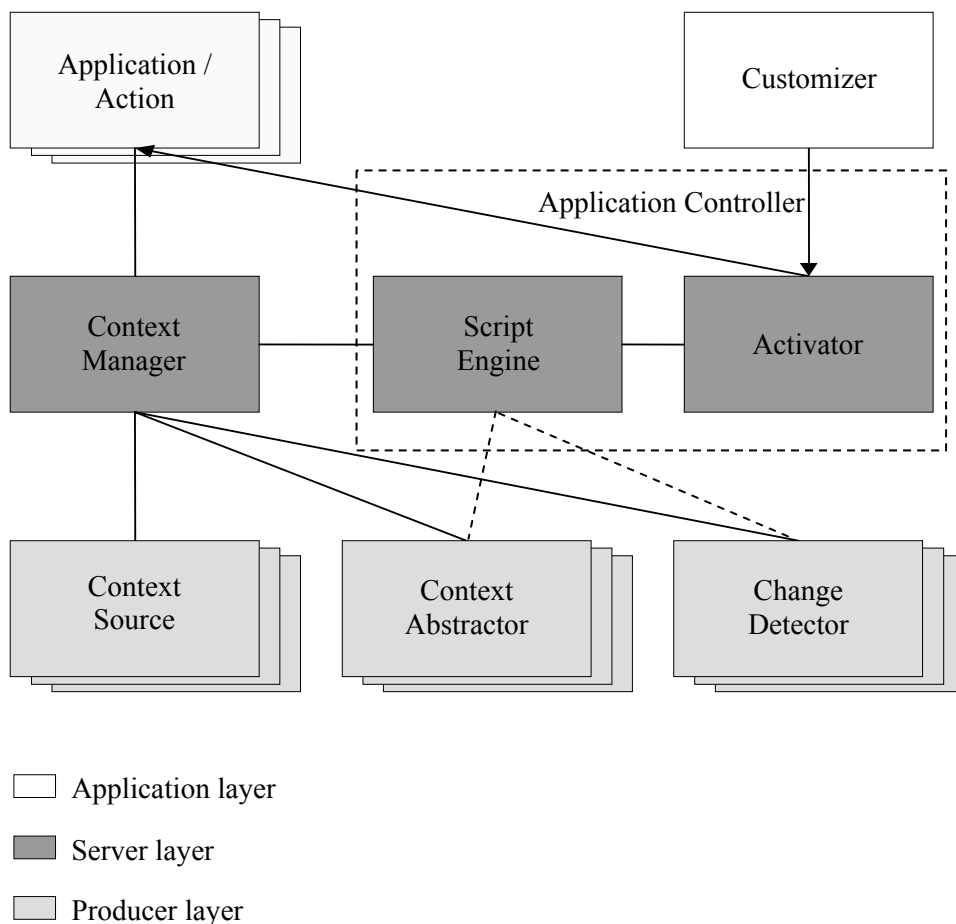 Application /
Action
Customizer
Application Controller
Context
Manager
Script
Engine
Activator
Context
Source
Context
Abstractor
Change
Detector
Application layer
Server layer
Producer layer